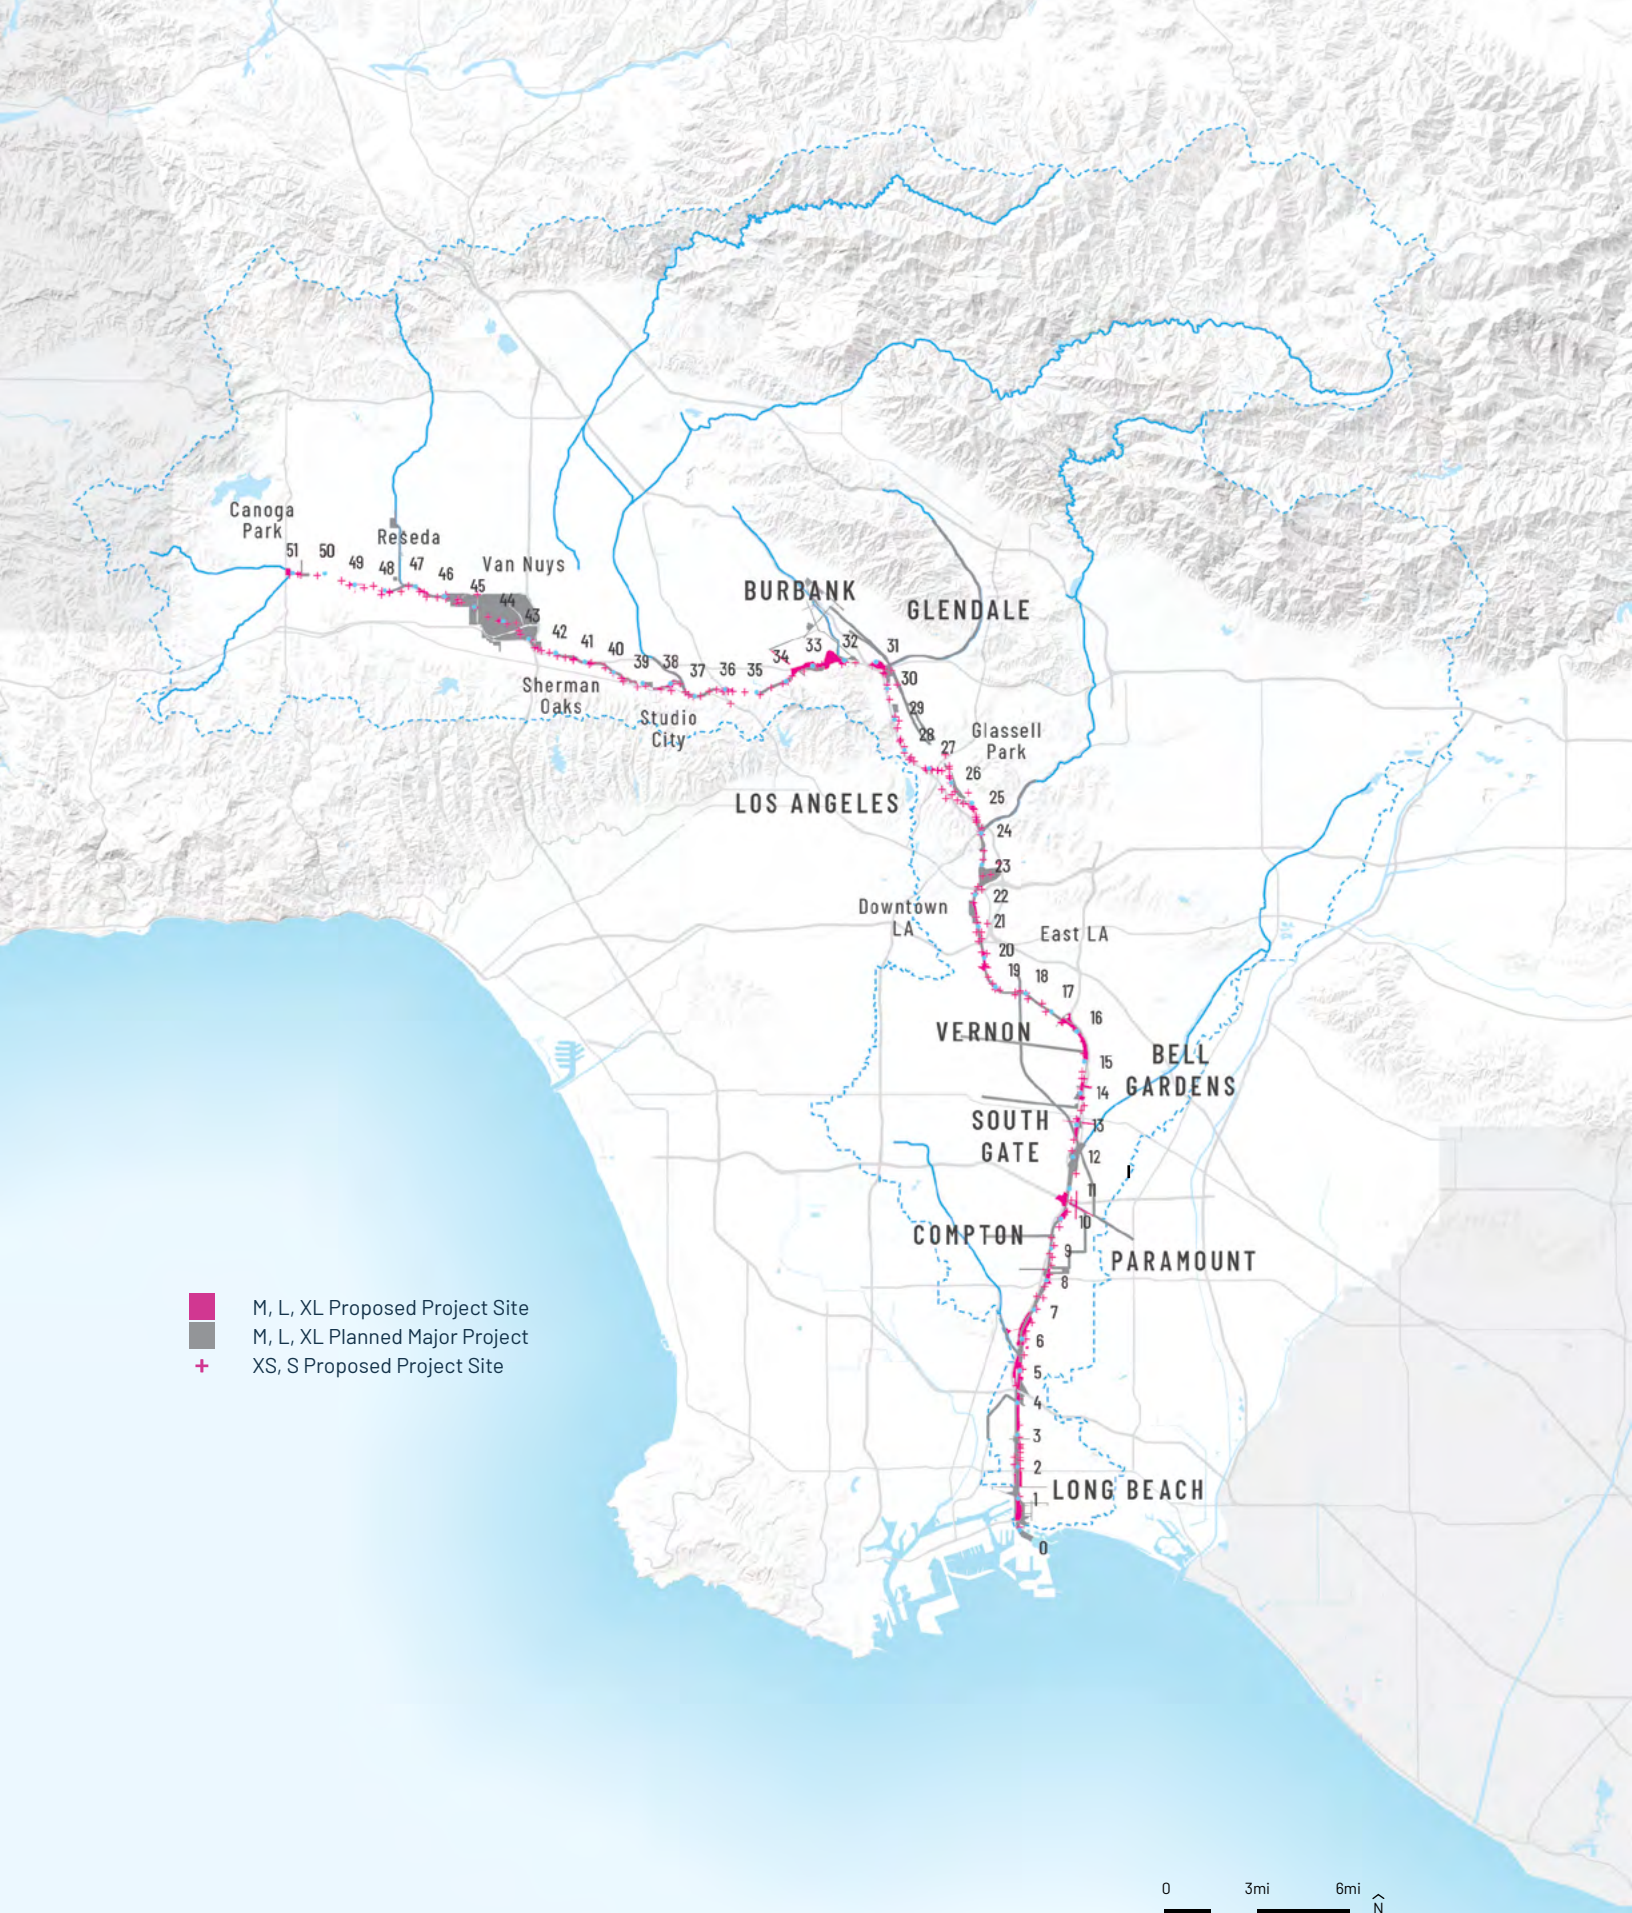 Canoga
Park
51
50
49
48
Reseda
47
46
Van Nuys
45
44
43
42
41
40
39
38
37
36
35
34
33
32
31
Sherman
Oaks
Studio
City
BURBANK
GLENDALE
30
29
28
27
Glassell
Park
26
25
LOS ANGELES
24
23
22
Downtown
LA
21
East LA
20
19
18
17
16
VERNON
15
BELL
GARDENS
14
SOUTH
GATE
13
12
11
10
COMPTON
9
PARAMOUNT
8
7
6
5
4
3
2
1
LONG BEACH
0
M, L, XL Proposed Project Site
M, L, XL Planned Major Project
XS, S Proposed Project Site
0
3mi
6mi
N